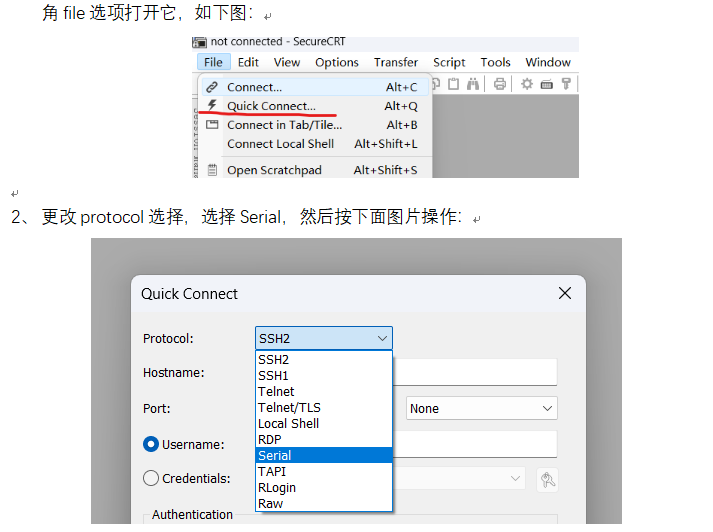 角 file 选项打开它，如下图：
not connected - SecureCRT
File Edit View Options Transfer Script Tools Window
Connect... Alt+C
Quick Connect... Alt+Q
Connect in Tab/Tile... Alt+B
Connect Local Shell Alt+Shift+L
Open Scratchpad Alt+Shift+S
2、 更改 protocol 选择，选择 Serial，然后按下面图片操作：
Quick Connect
Protocol: SSH2
SSH2
SSH1
Telnet
Telnet/TLS
Local Shell
RDP
Serial
TAPI
RLogin
Raw
Hostname:
Port: None
Username:
Credentials:
Authentication